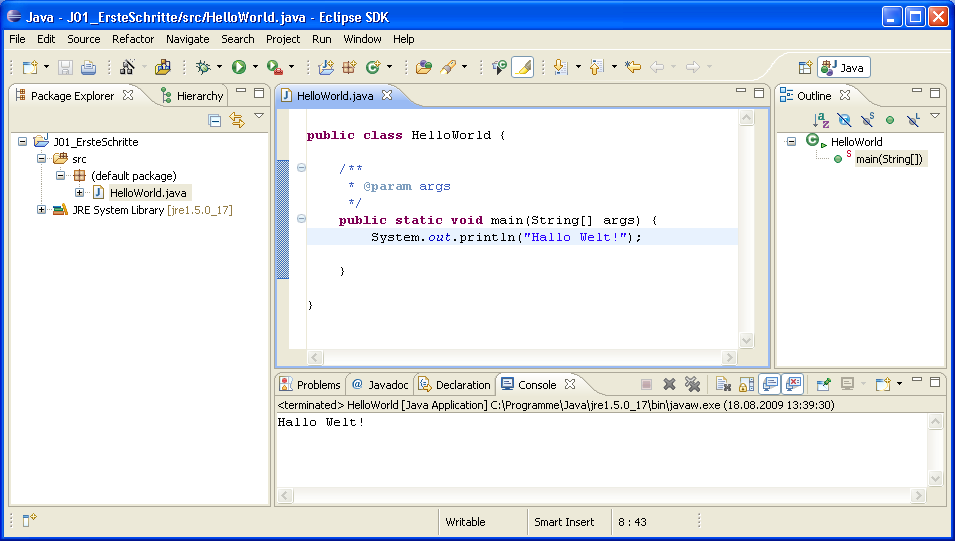 Java - J01_ErsteSchritte/src/HelloWorld.java - Eclipse SDK
File Edit Source Refactor Navigate Search Project Run Window Help
Java
Package Explorer
Hierarchy
J01_ErsteSchritte
src
(default package)
HelloWorld.java
JRE System Library [jre1.5.0_17]
HelloWorld.java
public class HelloWorld {
/**
* @param args
*/
public static void main(String[] args) {
System.out.println("Hallo Welt!");
}
}
Outline
HelloWorld
main(String[])
Problems Javadoc Declaration Console
<terminated> HelloWorld [Java Application] C:\Programme\Java\jre1.5.0_17\bin\javaw.exe (18.08.2009 13:39:30)
Hallo Welt!
Writable Smart Insert 8 : 43